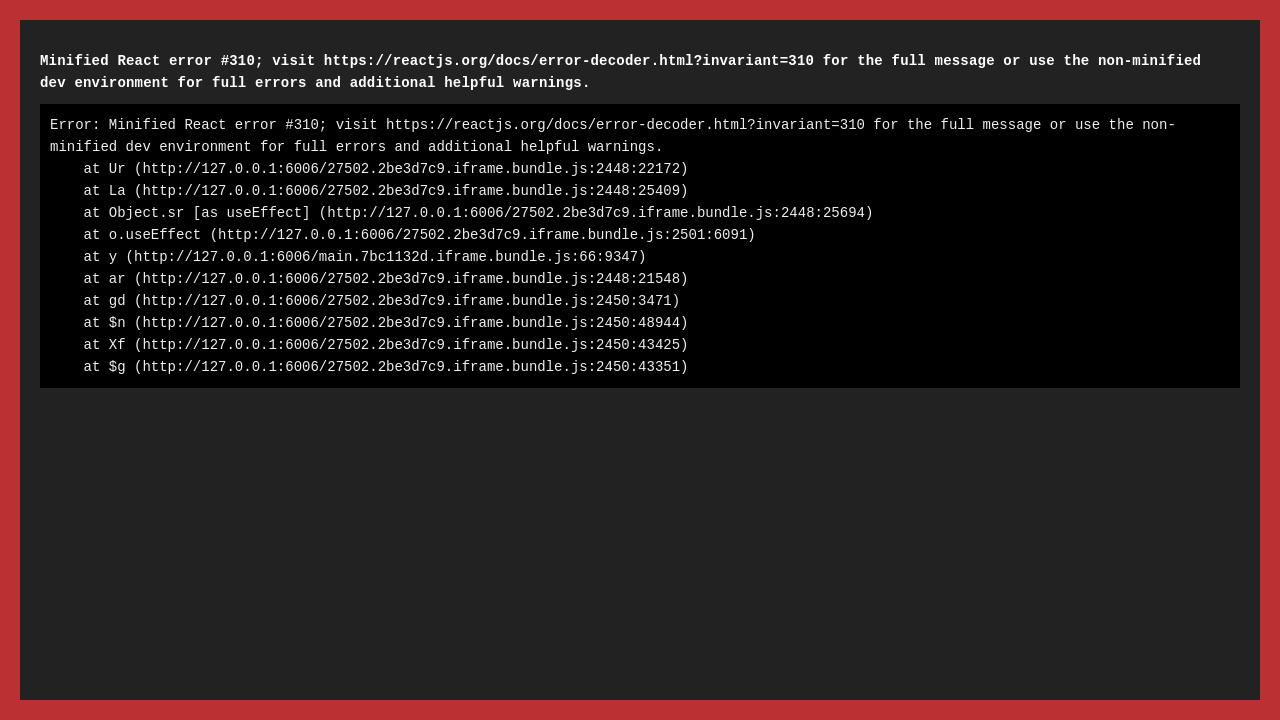 Minified React error #310; visit https://reactjs.org/docs/error-decoder.html?invariant=310 for the full message or use the non-minified
dev environment for full errors and additional helpful warnings.
Error: Minified React error #310; visit https://reactjs.org/docs/error-decoder.html?invariant=310 for the full message or use the non-
minified dev environment for full errors and additional helpful warnings.
    at Ur (http://127.0.0.1:6006/27502.2be3d7c9.iframe.bundle.js:2448:22172)
    at La (http://127.0.0.1:6006/27502.2be3d7c9.iframe.bundle.js:2448:25409)
    at Object.sr [as useEffect] (http://127.0.0.1:6006/27502.2be3d7c9.iframe.bundle.js:2448:25694)
    at o.useEffect (http://127.0.0.1:6006/27502.2be3d7c9.iframe.bundle.js:2501:6091)
    at y (http://127.0.0.1:6006/main.7bc1132d.iframe.bundle.js:66:9347)
    at ar (http://127.0.0.1:6006/27502.2be3d7c9.iframe.bundle.js:2448:21548)
    at gd (http://127.0.0.1:6006/27502.2be3d7c9.iframe.bundle.js:2450:3471)
    at $n (http://127.0.0.1:6006/27502.2be3d7c9.iframe.bundle.js:2450:48944)
    at Xf (http://127.0.0.1:6006/27502.2be3d7c9.iframe.bundle.js:2450:43425)
    at $g (http://127.0.0.1:6006/27502.2be3d7c9.iframe.bundle.js:2450:43351)